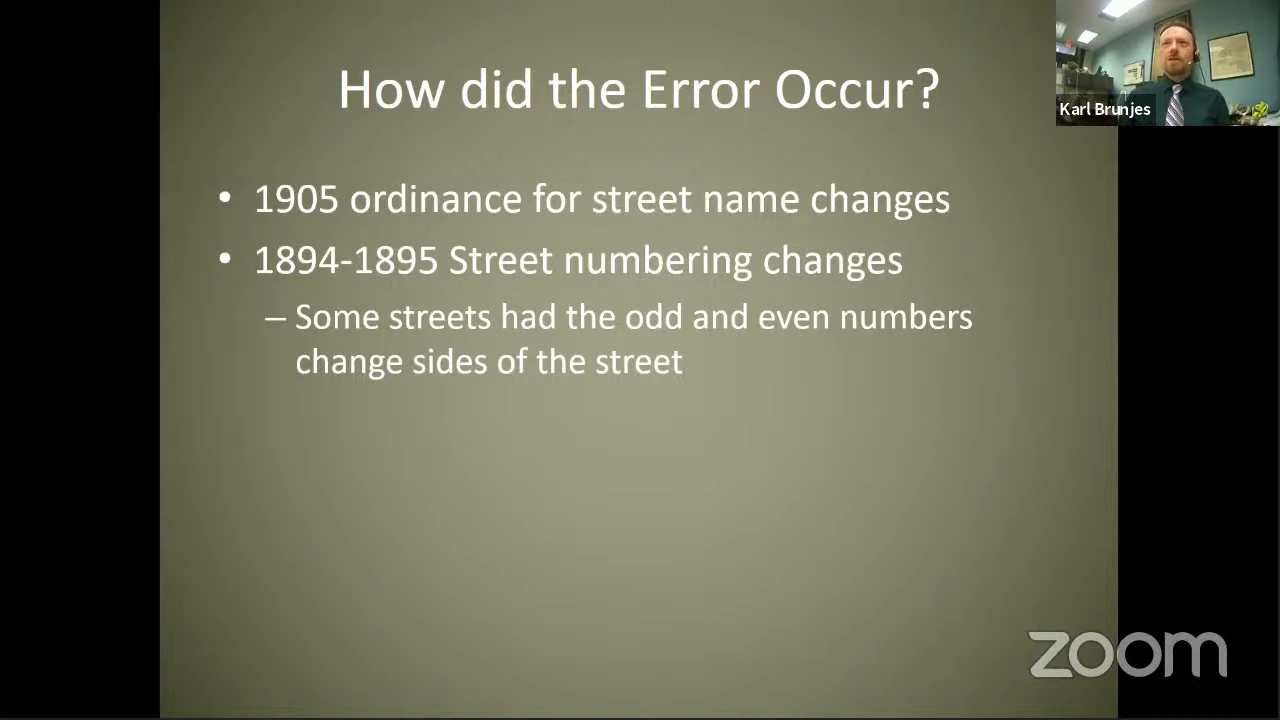 How did the Error Occur?
Karl Brunjes
• 1905 ordinance for street name changes
• 1894-1895 Street numbering changes
– Some streets had the odd and even numbers
change sides of the street
zoom